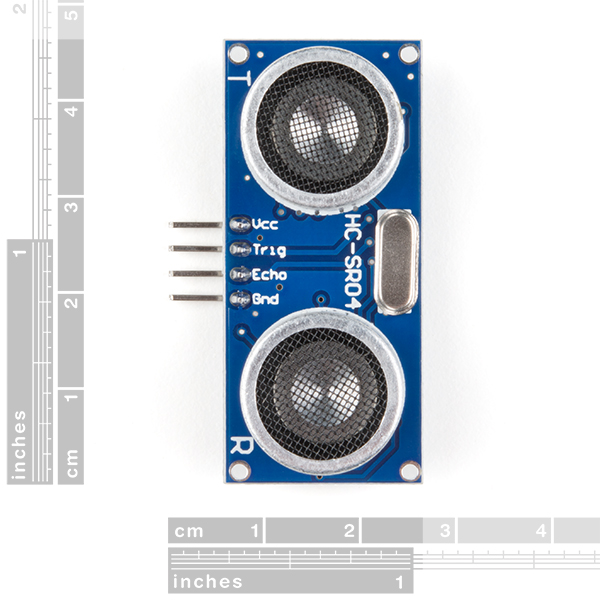 2
5
4
3
1
2
1
inches
cm
T
Vcc
Trig
Echo
Gnd
HC-SR04
R
cm 1 2 3 4
inches 1